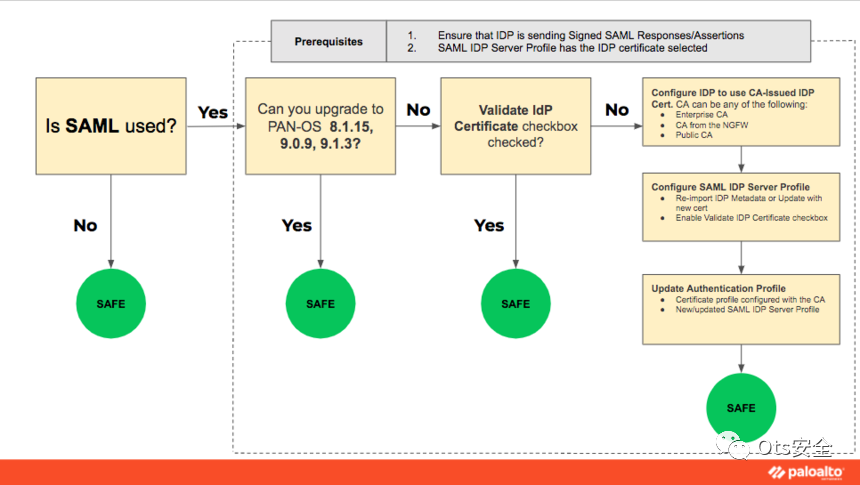 Prerequisites
1. Ensure that IDP is sending Signed SAML Responses/Assertions
2. SAML IDP Server Profile has the IDP certificate selected
Is SAML used?
Yes
Can you upgrade to
PAN-OS 8.1.15,
9.0.9, 9.1.3?
No
Validate IdP
Certificate checkbox
checked?
No
Configure IDP to use CA-Issued IDP
Cert. CA can be any of the following:
● Enterprise CA
● CA from the NGFW
● Public CA
Configure SAML IDP Server Profile
● Re-import IDP Metadata or Update with
new cert
● Enable Validate IDP Certificate checkbox
Update Authentication Profile
● Certificate profile configured with the CA
● New/updated SAML IDP Server Profile
No
SAFE
Yes
SAFE
Yes
SAFE
SAFE
Ots安全
paloalto